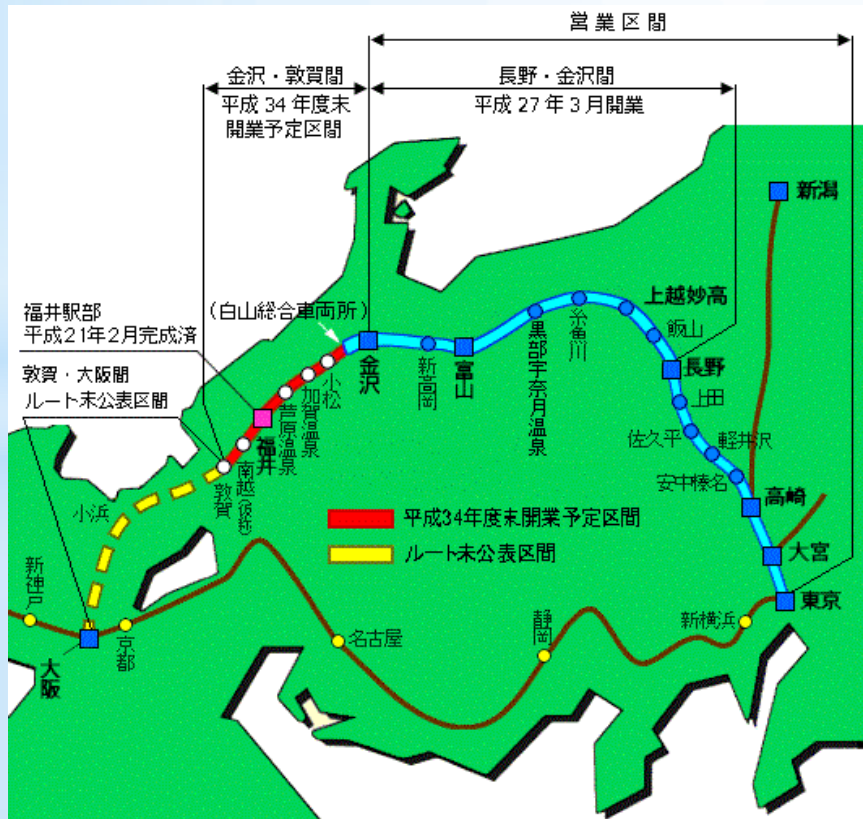 営業区間
金沢・敦賀間
平成34年度末
開業予定区間
長野・金沢間
平成27年3月開業
新潟
福井駅部
平成21年2月完成済
(白山総合車両所)
敦賀・大阪間
ルート未公表区間
上越妙高
飯山
糸魚川
黒部宇奈月温泉
富山
新高岡
金沢
小松
加賀温泉
芦原温泉
福井
南越(仮称)
敦賀
長野
上田
佐久平
軽井沢
安中榛名
高崎
大宮
東京
小浜
平成34年度末開業予定区間
ルート未公表区間
新神戸
大阪
京都
名古屋
静岡
新横浜